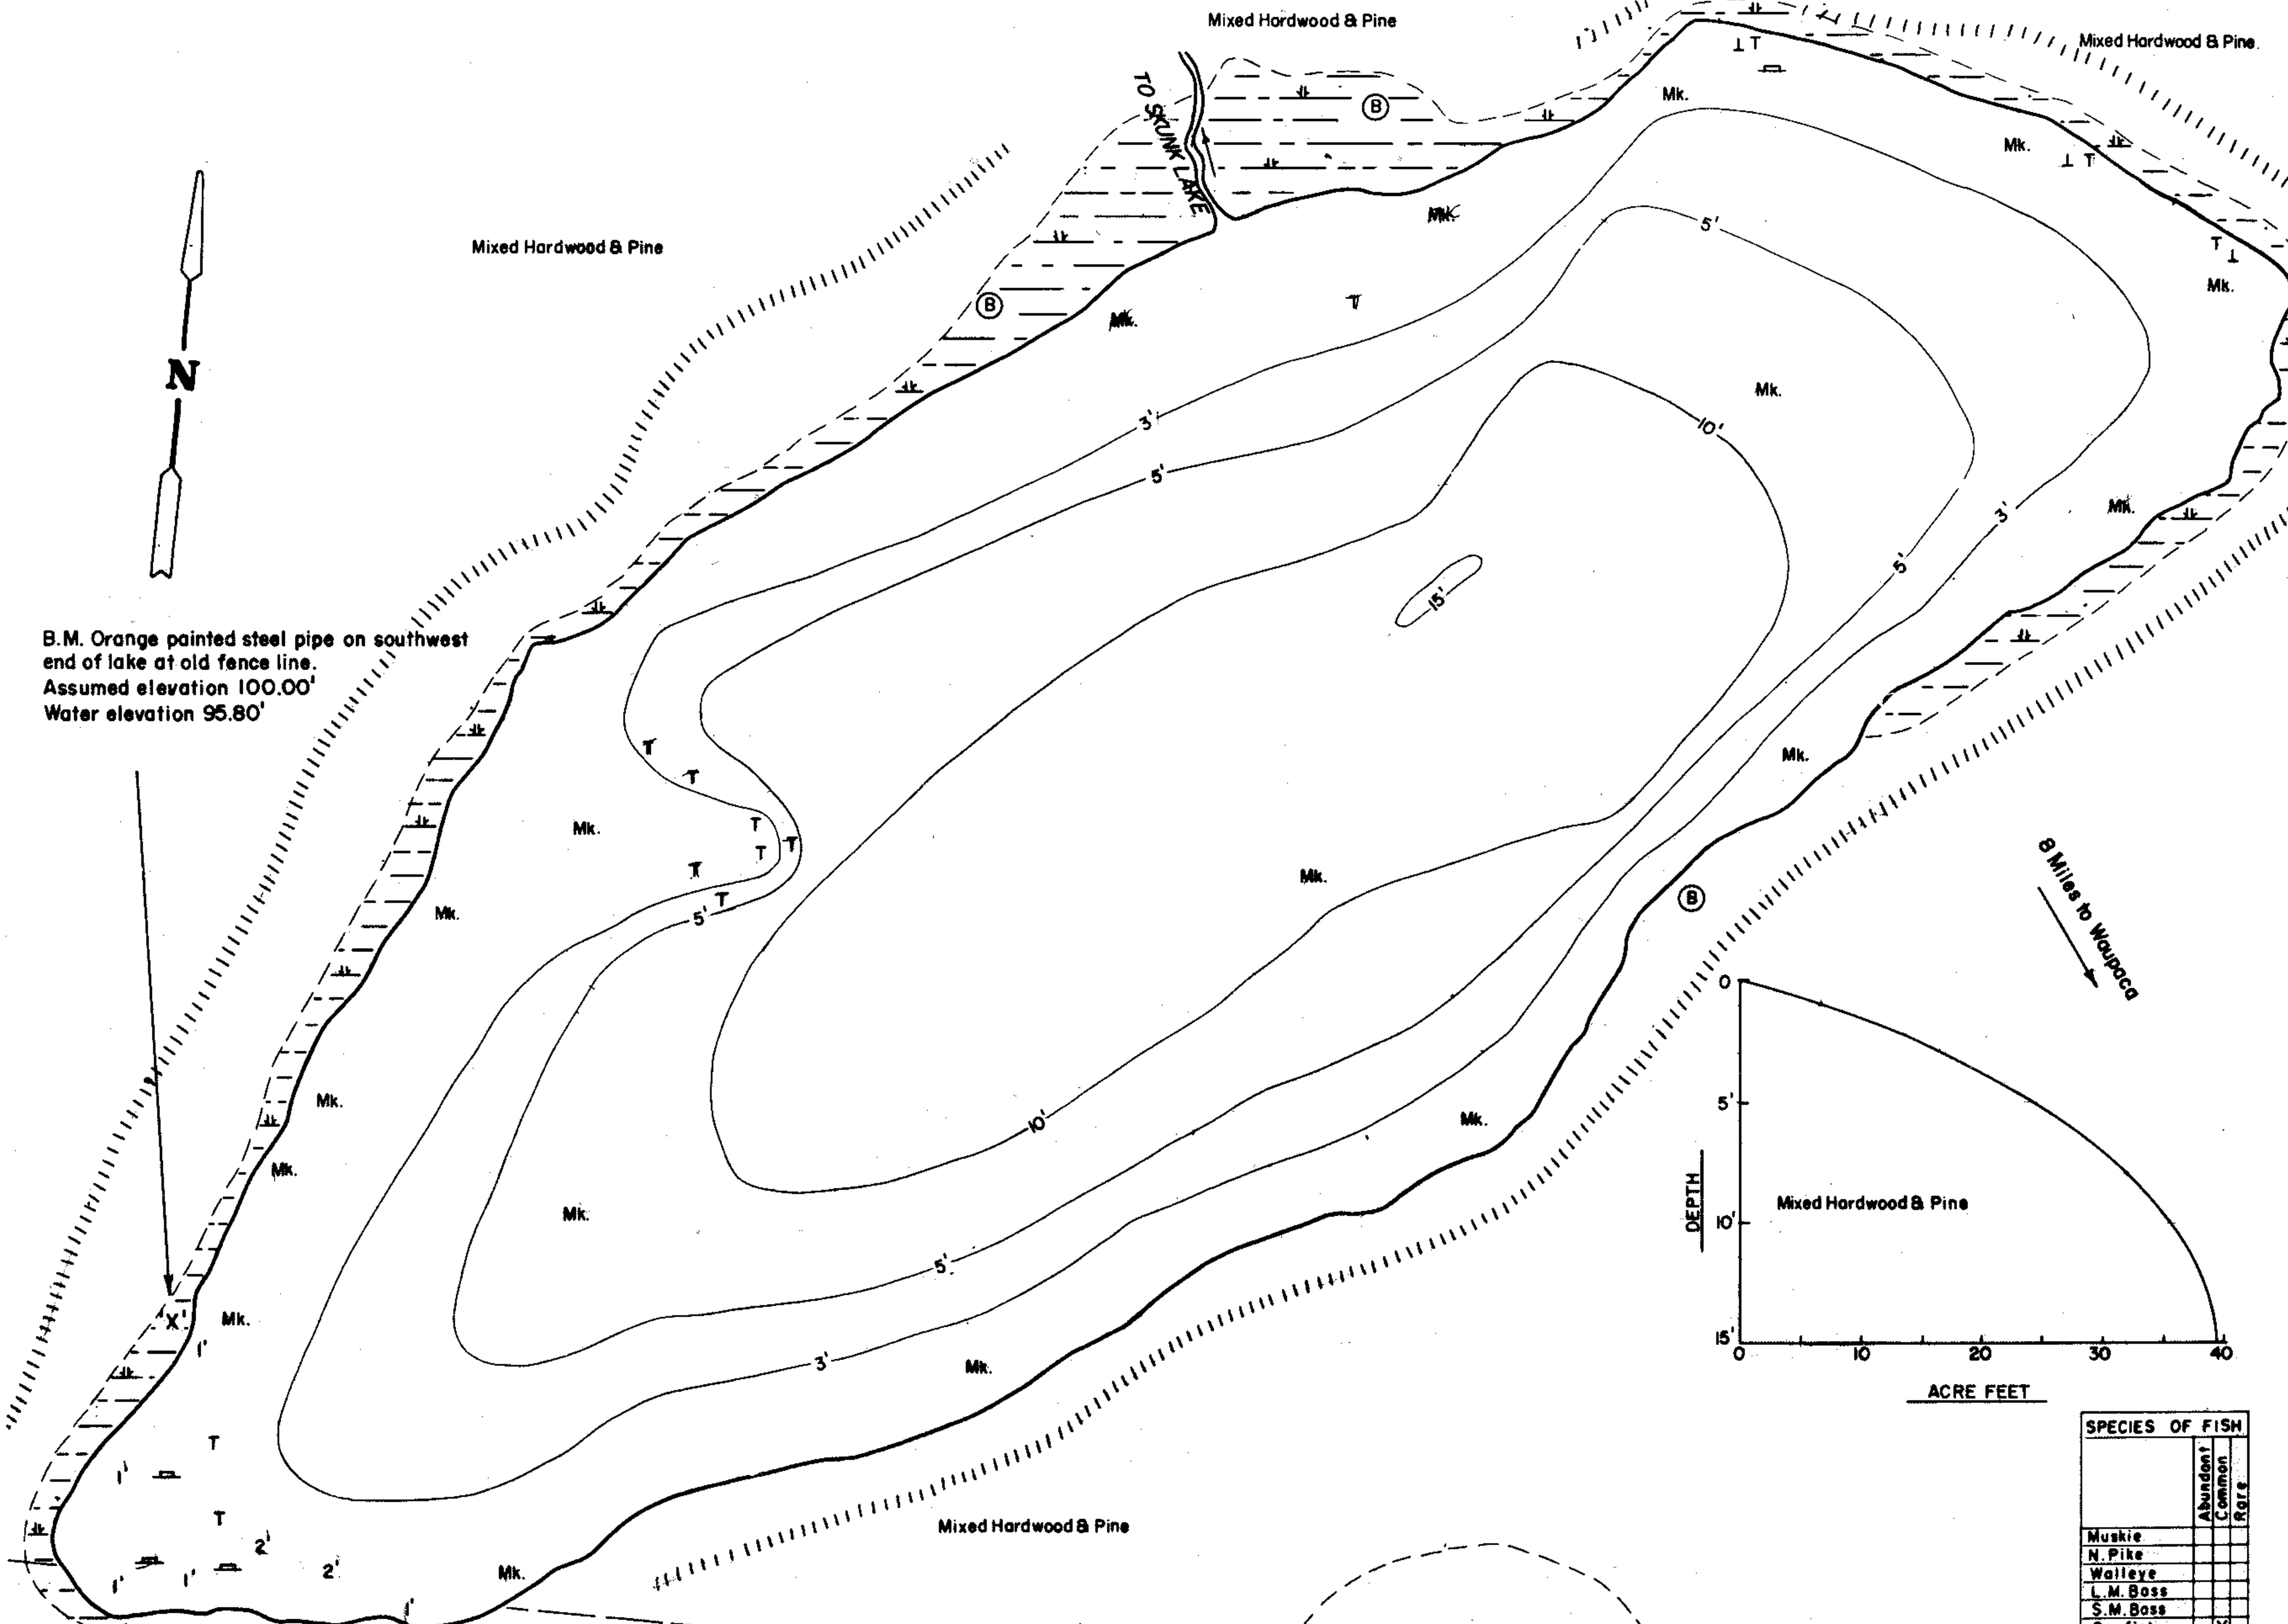 Mixed Hardwood & Pine
Mixed Hardwood & Pine.
TO SKUNK LAKE
B
Mk.
Mk.
T
T
T
5'
Mk.
Mixed Hardwood & Pine
B
Mk.
Mk.
T
Mk.
3'
10'
5'
N
3'
Mk.
5'
15'
B.M. Orange painted steel pipe on southwest
end of lake at old fence line.
Assumed elevation 100.00'
Water elevation 95.80'
T
T
Mk.
Mk.
T
T
T
T
T
5'
Mk.
Mk.
B
8 Miles to Waupaca
Mk.
Mk.
10'
Mk.
Mk.
5'
X
Mk.
1'
3'
Mk.
T
1'
T
2'
1'
1'
2'
Mk.
1'
Mixed Hardwood & Pine
0
5'
10'
15'
DEPTH
Mixed Hardwood & Pine
0
10
20
30
40
ACRE FEET
SPECIES OF FISH
Abundant
Common
Rare
Muskie
N. Pike
Walleye
L.M. Bass
S.M. Bass